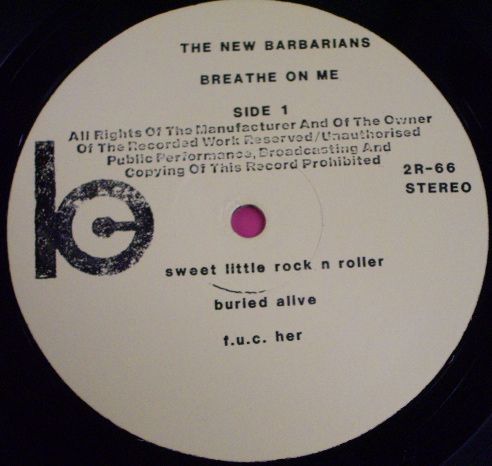 THE NEW BARBARIANS
BREATHE ON ME
SIDE 1
All Rights Of The Manufacturer And Of The Owner
Of The Recorded Work Reserved/Unauthorised
Public Performance, Broadcasting And
Copying Of This Record Prohibited
2R-66
STEREO
sweet little rock n roller
buried alive
f.u.c. her